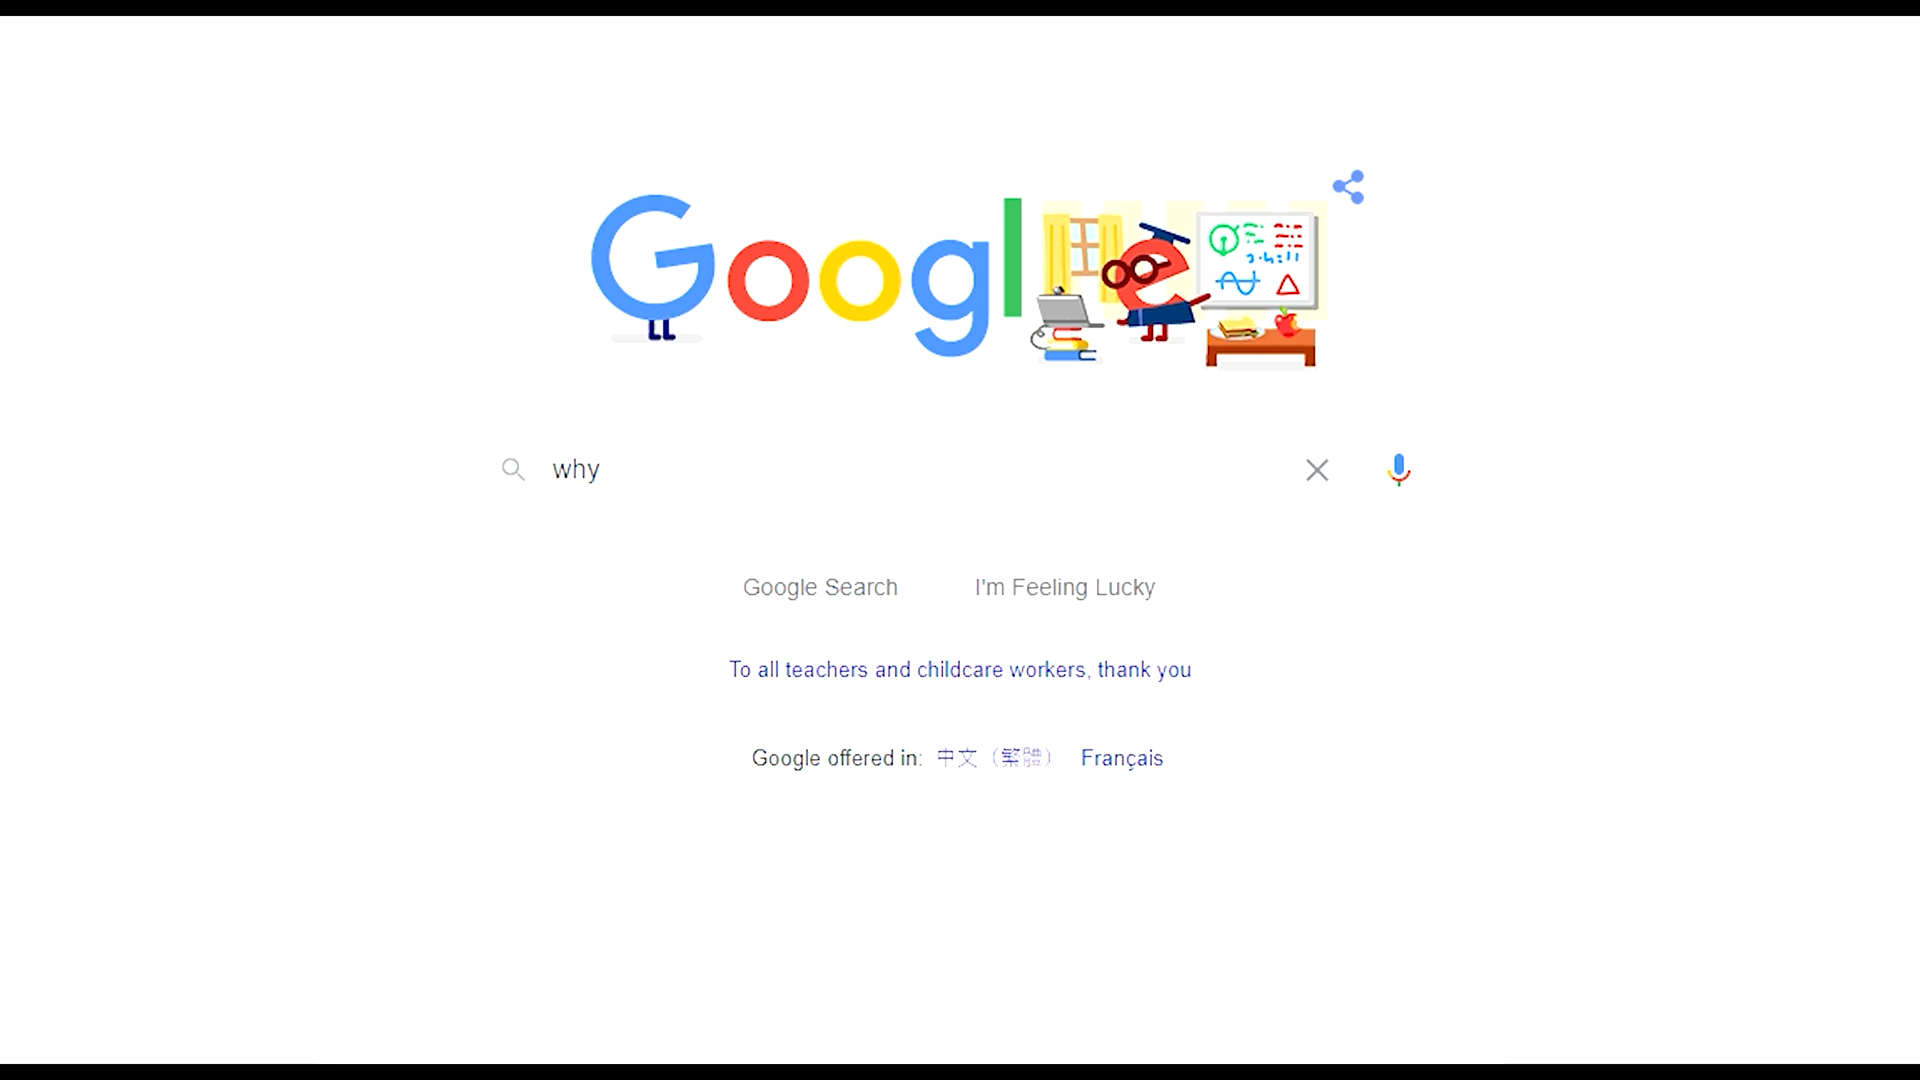 Google
why
Google Search I'm Feeling Lucky
To all teachers and childcare workers, thank you
Google offered in: 中文（繁體） Français